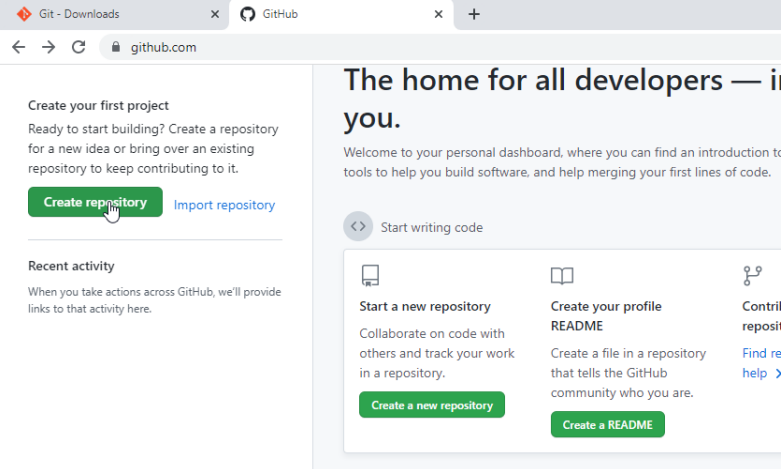 Git - Downloads
GitHub
github.com
Create your first project
Ready to start building? Create a repository
for a new idea or bring over an existing
repository to keep contributing to it.
Create repository
Import repository
Recent activity
When you take actions across GitHub, we'll provide
links to that activity here.
The home for all developers —
you.
Welcome to your personal dashboard, where you can find an introduction to
tools to help you build software, and help merging your first lines of code.
Start writing code
Start a new repository
Collaborate on code with
others and track your work
in a repository.
Create a new repository
Create your profile
README
Create a file in a repository
that tells the GitHub
community who you are.
Create a README
Find
help